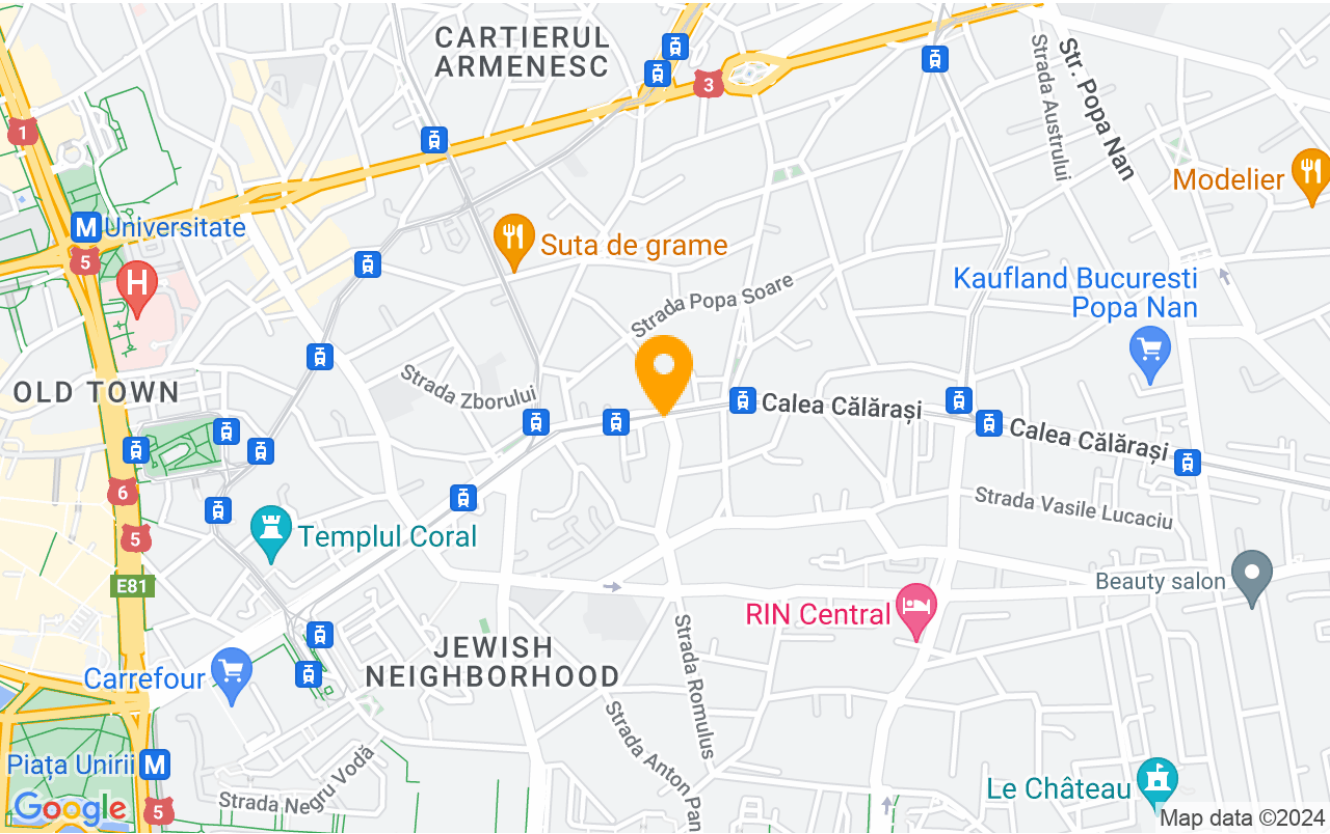 CARTIERUL
ARMENESC
3
Strada Austrului
Str. Popa Nan
1
Modelier
M Universitate
5
Suta de grame
H
Kaufland Bucuresti
Popa Nan
Strada Popa Soare
OLD TOWN
Strada Zborului
Calea Călărași
Calea Călărași
6
Strada Vasile Lucaciu
5
Templul Coral
E81
Beauty salon
RIN Central
JEWISH
NEIGHBORHOOD
Strada Romulus
Carrefour
Strada Anton Pan
Piața Unirii M
Strada Negru Vodă
Le Château
Google
5
Map data ©2024